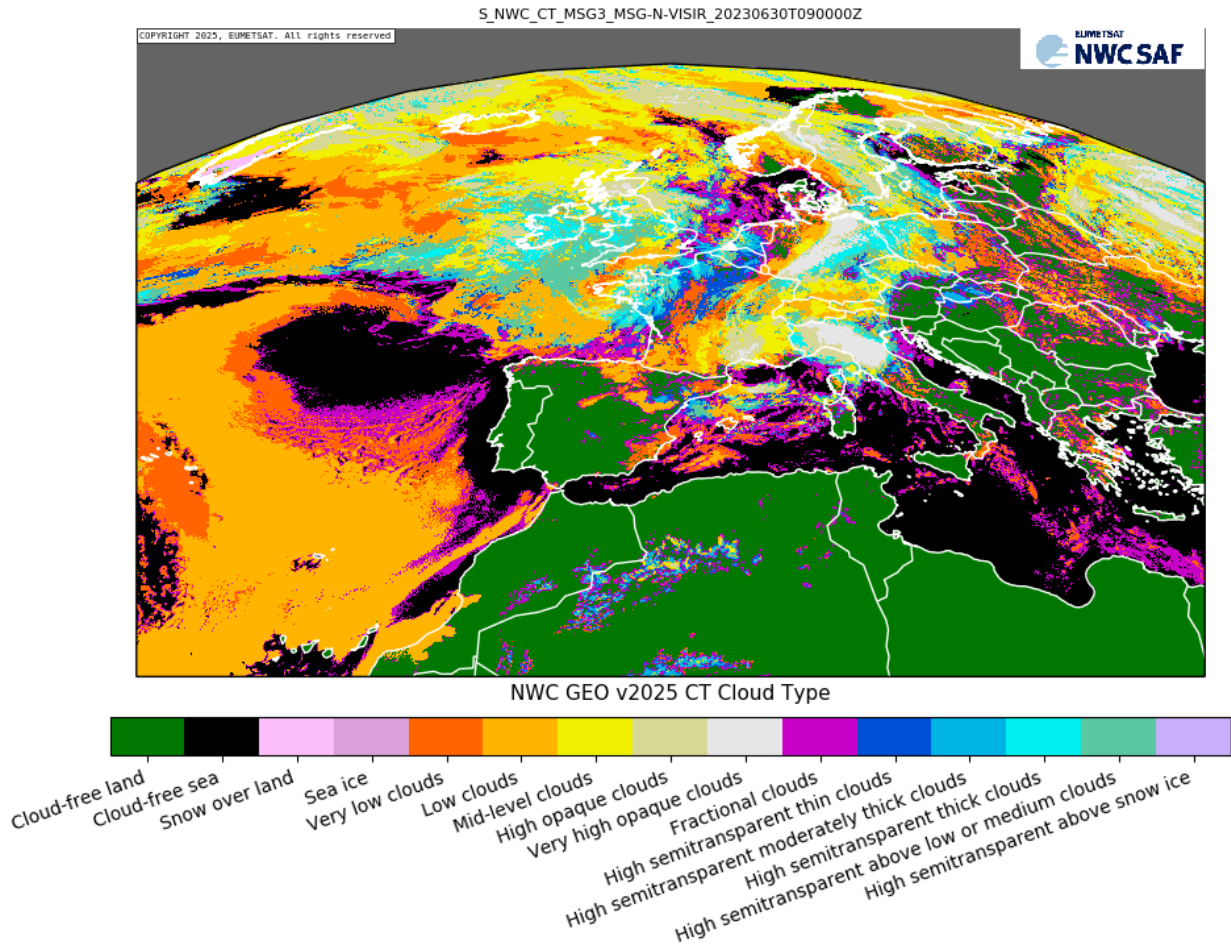 S_NWC_CT_MSG3_MSG-N-VISIR_20230630T090000Z
COPYRIGHT 2025, EUMETSAT. All rights reserved
EUMETSAT
NWC SAF
NWC GEO v2025 CT Cloud Type
Cloud-free land
Cloud-free sea
Snow over land
Sea ice
Very low clouds
Low clouds
Mid-level clouds
High opaque clouds
Very high opaque clouds
Fractional clouds
High semitransparent thin clouds
High semitransparent moderately thick clouds
High semitransparent thick clouds
High semitransparent above low or medium clouds
High semitransparent above snow ice